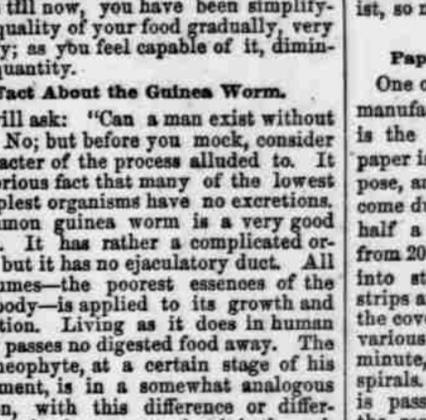 till now, you have been simplify-
quality of your food gradually, very
y; as you feel capable of it, dimin-
quantity.
Fact About the Guinea Worm.
will ask: "Can a man exist without
No; but before you mock, consider
acter of the process alluded to. It
rious fact that many of the lowest
plest organisms have no excretions.
mmon guinea worm is a very good
. It has rather a complicated or-
but it has no ejaculatory duct. All
umes—the poorest essences of the
body—is applied to its growth and
tion. Living as it does in human
passes no digested food away. The
neophyte, at a certain stage of his
ment, is in a somewhat analogous
n, with this difference or differ-
ist, so
Pap
One o
manufa
is the
paper i
pose, a
come d
half a
from 20
into st
strips a
the cov
various
minute,
spirals.
is pass